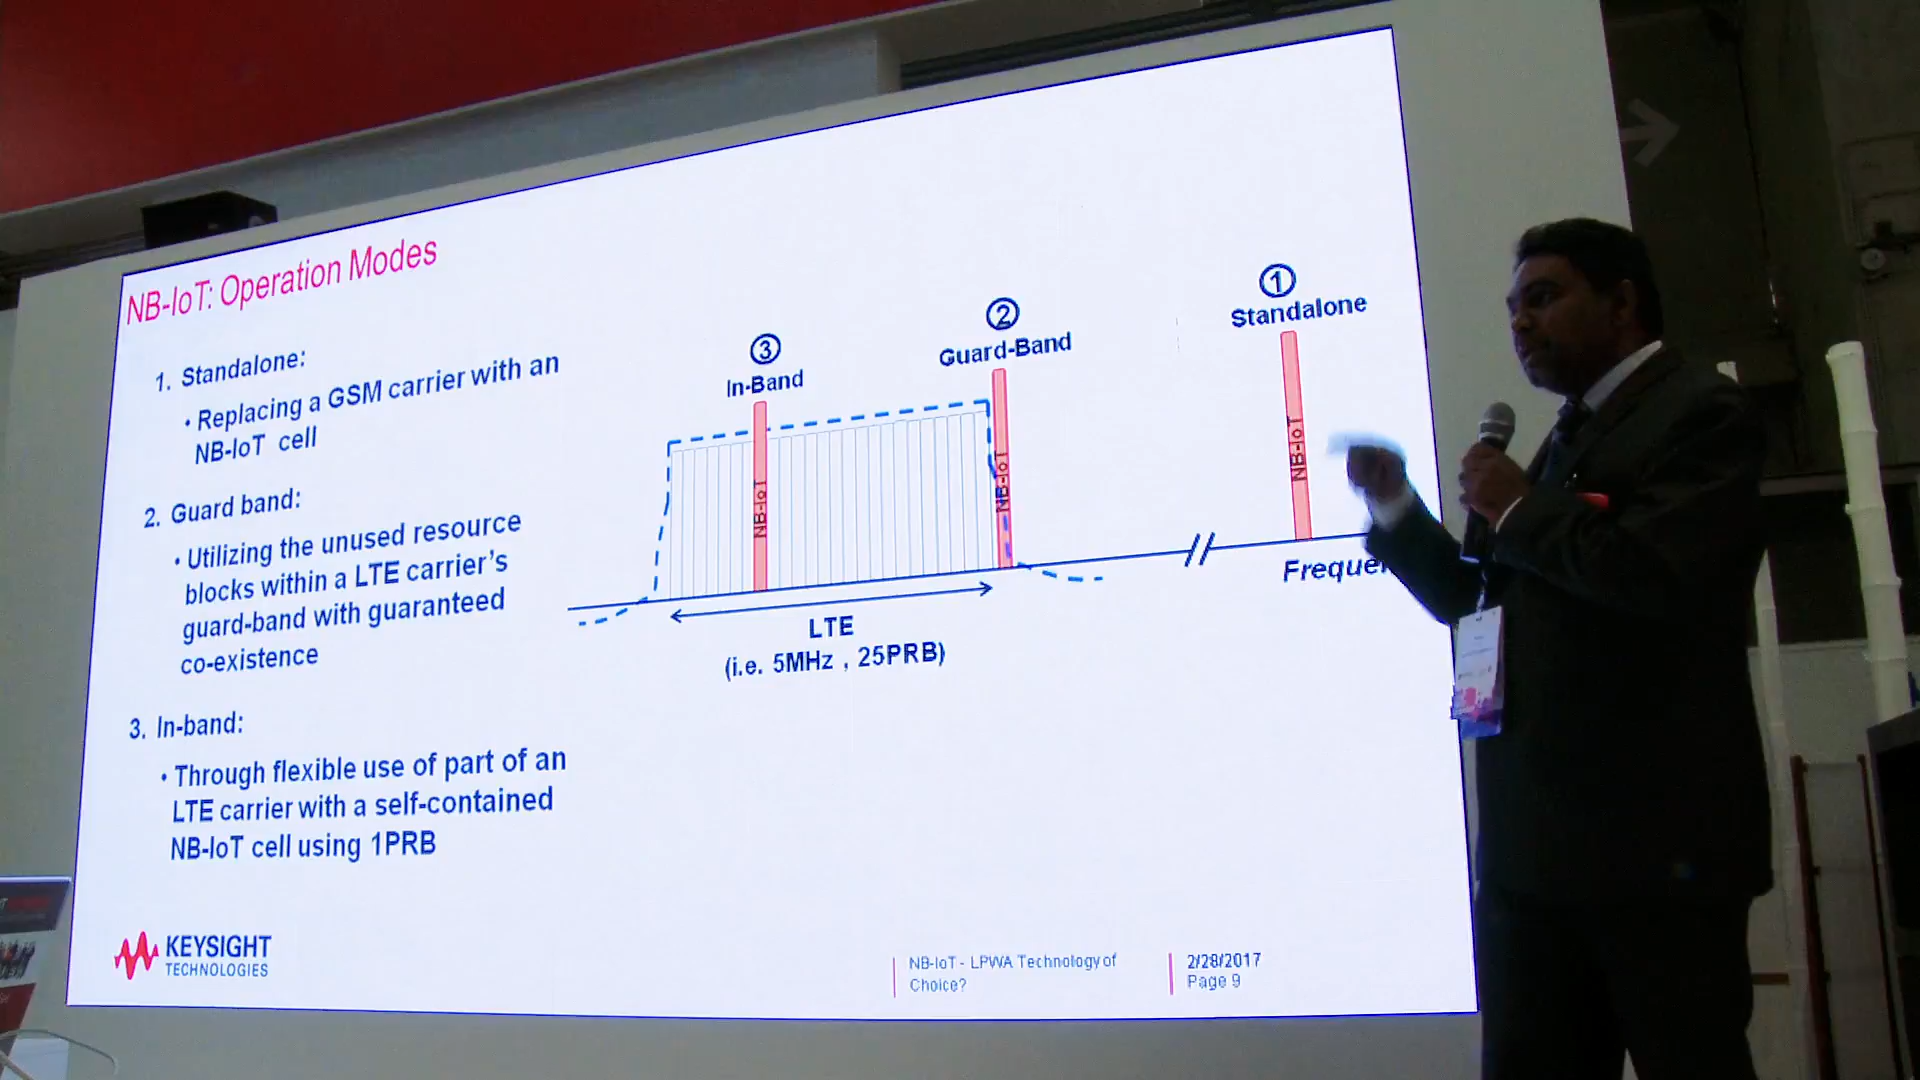 NB-IoT: Operation Modes
1. Standalone:
• Replacing a GSM carrier with an
NB-IoT cell
2. Guard band:
• Utilizing the unused resource
blocks within a LTE carrier's
guard-band with guaranteed
co-existence
3. In-band:
• Through flexible use of part of an
LTE carrier with a self-contained
NB-IoT cell using 1PRB
3
In-Band
NB-IoT
2
Guard-Band
NB-IoT
1
Standalone
NB-IoT
LTE
(i.e. 5MHz , 25PRB)
KEYSIGHT
TECHNOLOGIES
NB-IoT - LPWA Technology of
Choice?
2/28/2017
Page 9